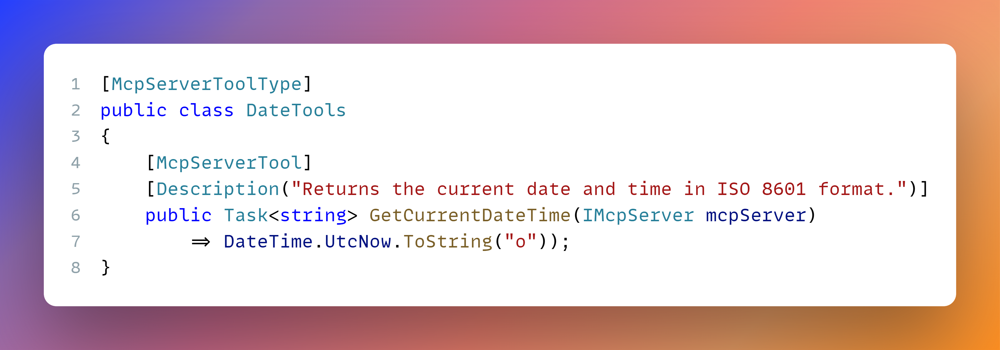 1 [McpServerToolType]
2 public class DateTools
3 {
4     [McpServerTool]
5     [Description("Returns the current date and time in ISO 8601 format.")]
6     public Task<string> GetCurrentDateTime(IMcpServer mcpServer)
7         => DateTime.UtcNow.ToString("o"));
8 }